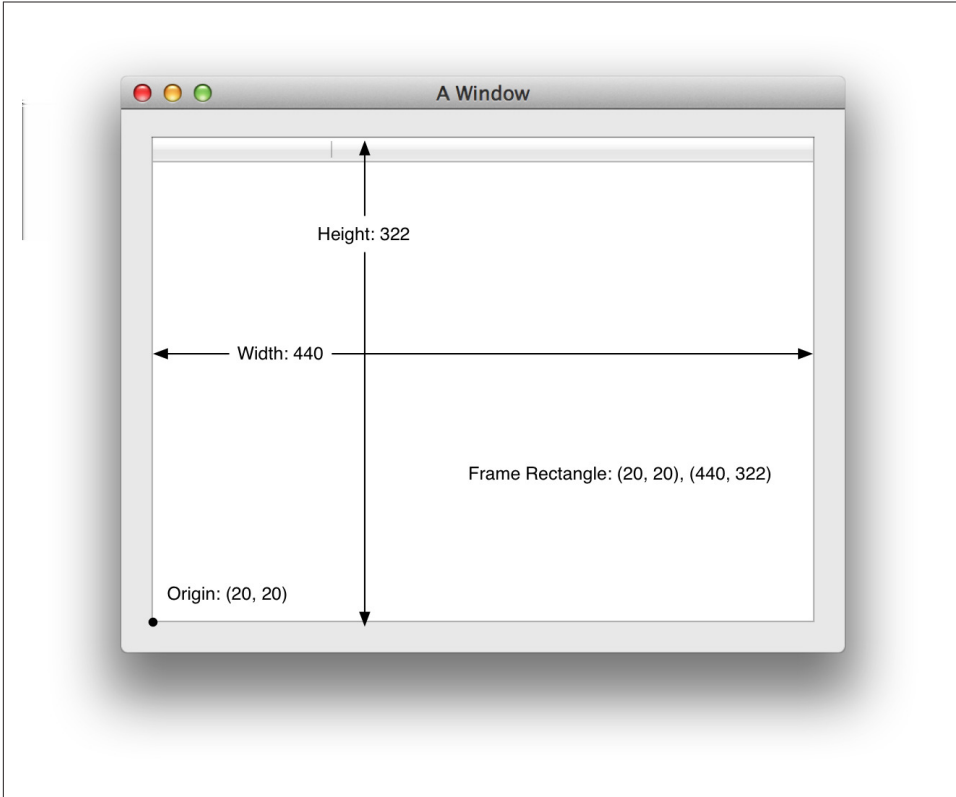 A Window
Height: 322
Width: 440
Frame Rectangle: (20, 20), (440, 322)
Origin: (20, 20)